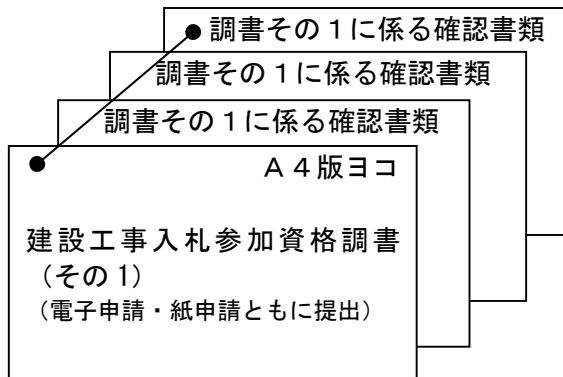 調書その１に係る確認書類
調書その１に係る確認書類
調書その１に係る確認書類
Ａ４版ヨコ
建設工事入札参加資格調書
（その 1）
（電子申請・紙申請ともに提出）